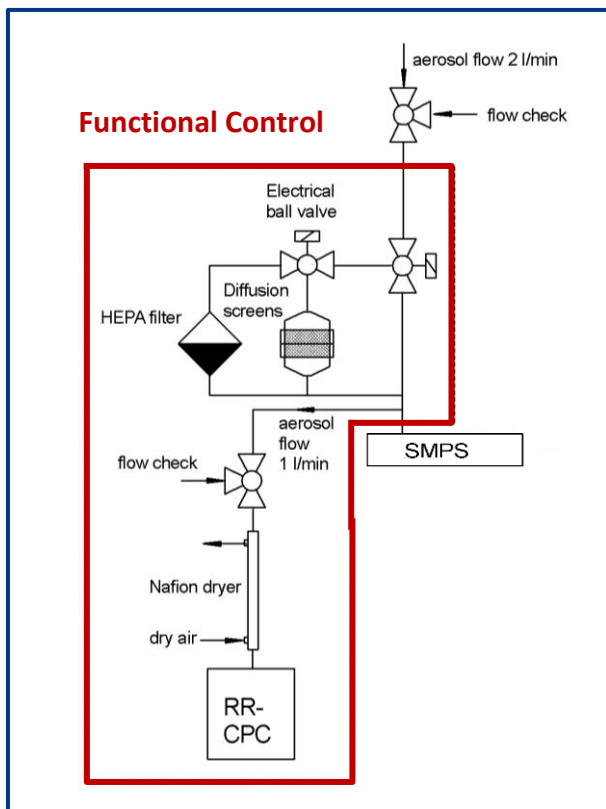 aerosol flow 2 l/min
flow check
Functional Control
Electrical
ball valve
Diffusion
screens
HEPA filter
aerosol
flow
1 l/min
flow check
SMPS
Nafion dryer
dry air
RR-
CPC